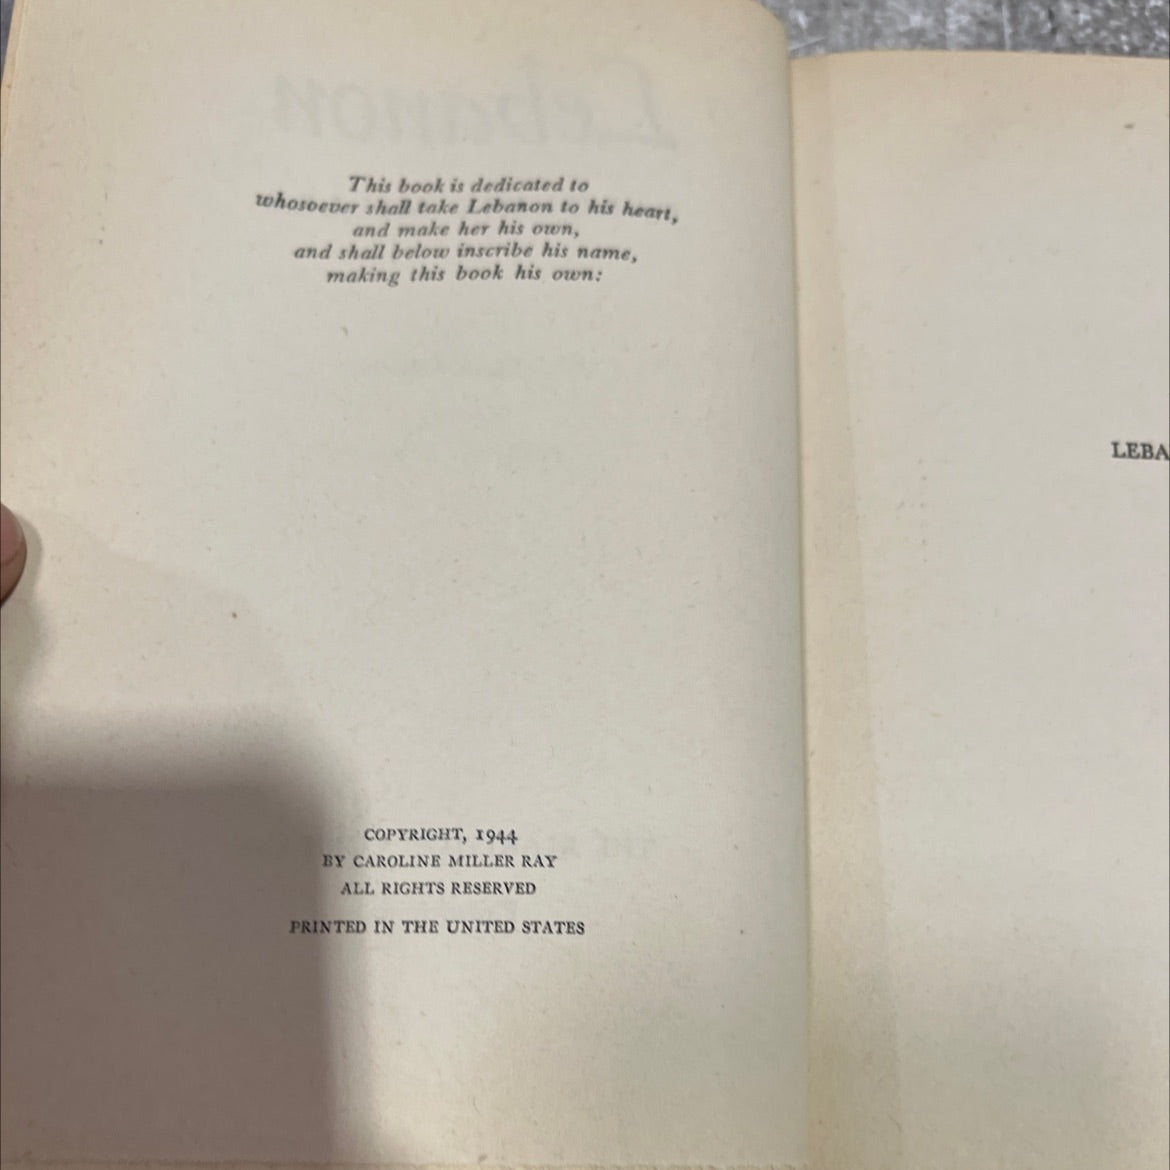 Lebanon
This book is dedicated to
whosoever shall take Lebanon to his heart,
and make her his own,
and shall below inscribe his name,
making this book his own:
COPYRIGHT, 1944
BY CAROLINE MILLER RAY
ALL RIGHTS RESERVED
PRINTED IN THE UNITED STATES
LEBA